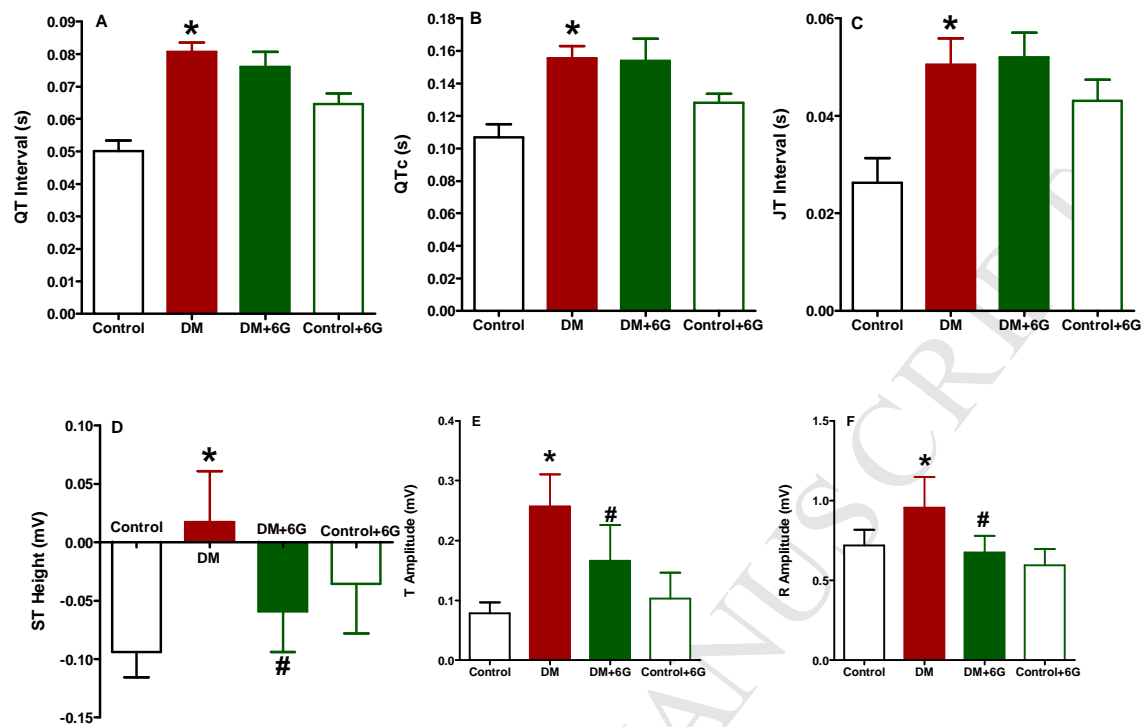 A
QT Interval (s)
0.09
0.08
0.07
0.06
0.05
0.04
0.03
0.02
0.01
0.00
*
Control DM DM+6G Control+6G
B
QTc (s)
0.18
0.16
0.14
0.12
0.10
0.08
0.06
0.04
0.02
0.00
*
Control DM DM+6G Control+6G
C
JT Interval (s)
0.06
0.04
0.02
0.00
*
Control DM DM+6G Control+6G
D
ST Height (mV)
0.10
0.05
0.00
-0.05
-0.10
-0.15
*
Control DM DM+6G Control+6G
#
E
T Amplitude (mV)
0.4
0.3
0.2
0.1
0.0
*
#
Control DM DM+6G Control+6G
F
R Amplitude (mV)
1.5
1.0
0.5
0.0
*
#
Control DM DM+6G Control+6G
ANUSCRIPT